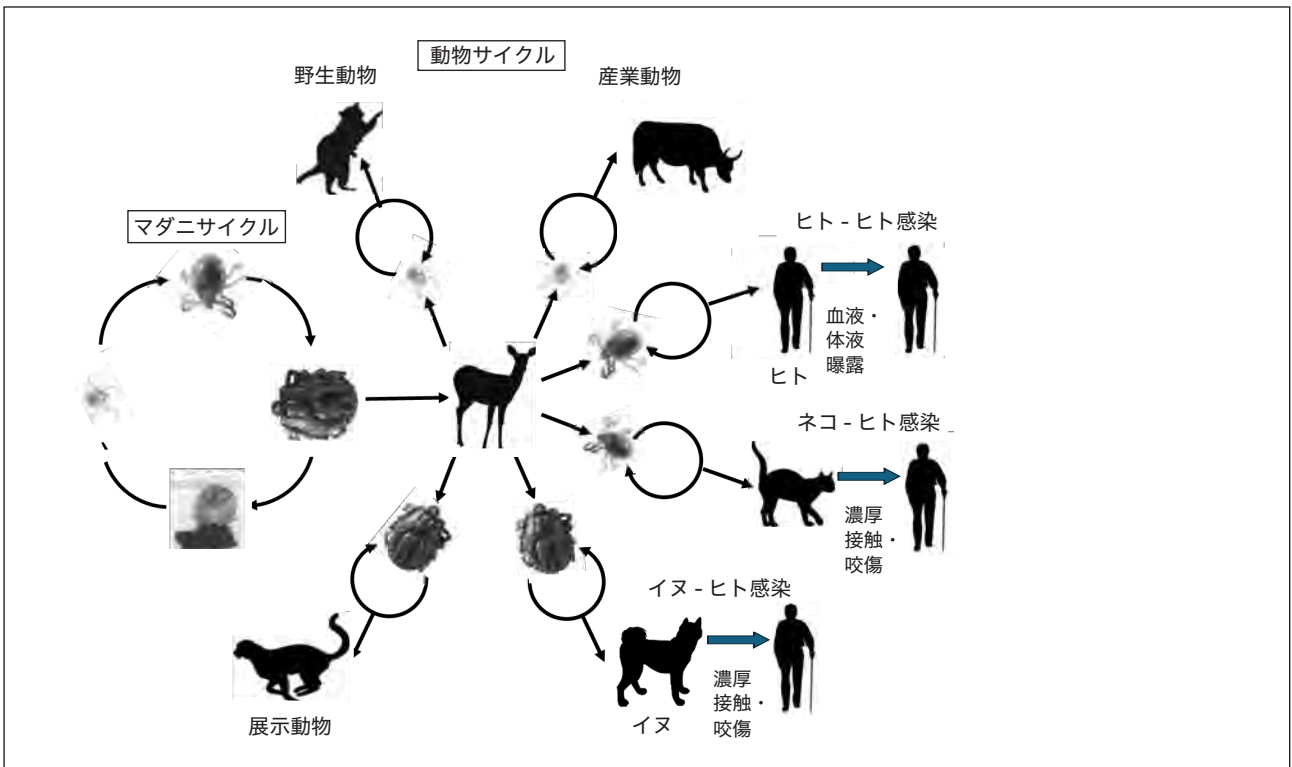 動物サイクル
野生動物
産業動物
マダニサイクル
ヒト - ヒト感染
血液・
体液
曝露
ヒト
ネコ - ヒト感染
濃厚
接触・
咬傷
イヌ - ヒト感染
濃厚
接触・
咬傷
イヌ
展示動物